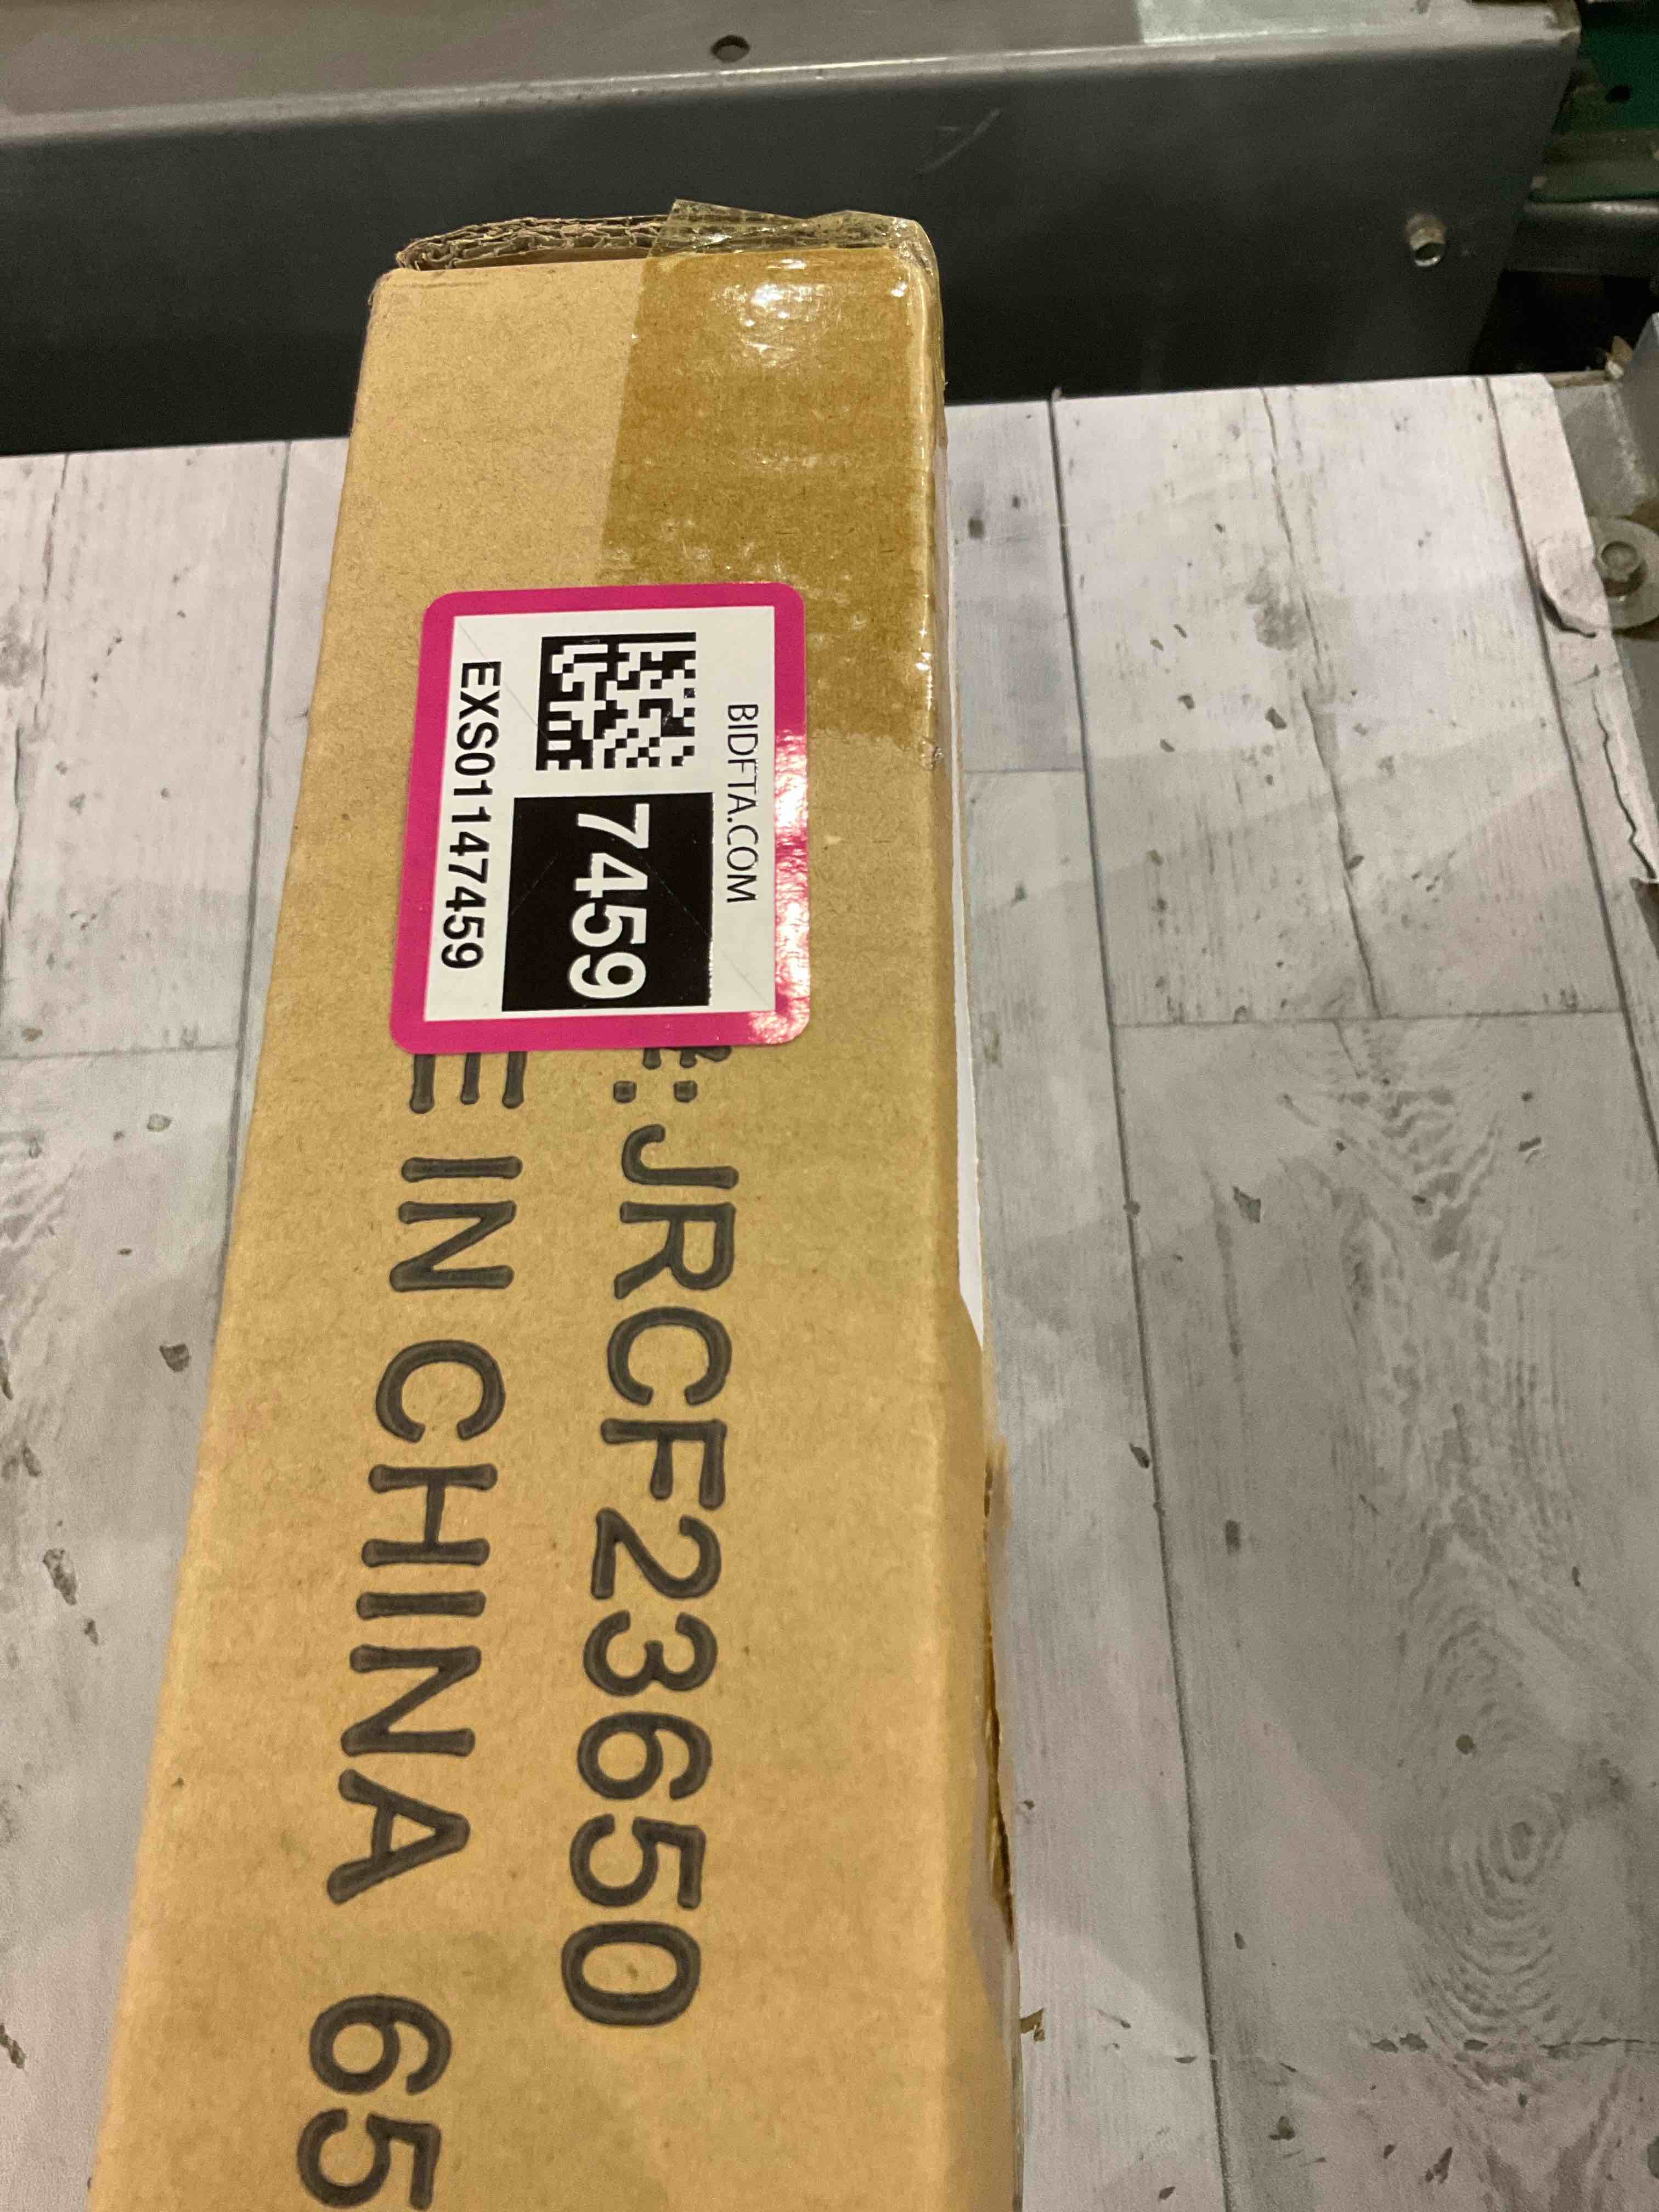 BIDFTA.COM
7459
EXS01147459
: JRCF23650
E IN CHINA 65